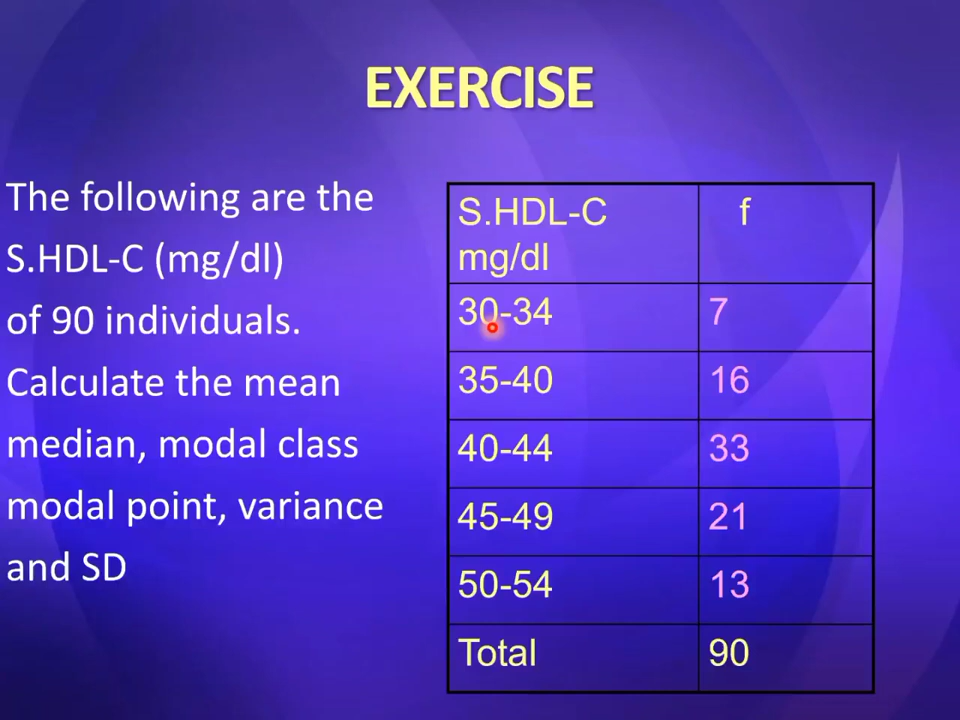 EXERCISE
The following are the
S.HDL-C (mg/dl)
of 90 individuals.
Calculate the mean
median, modal class
modal point, variance
and SD
S.HDL-C f
mg/dl
30-34 7
35-40 16
40-44 33
45-49 21
50-54 13
Total 90